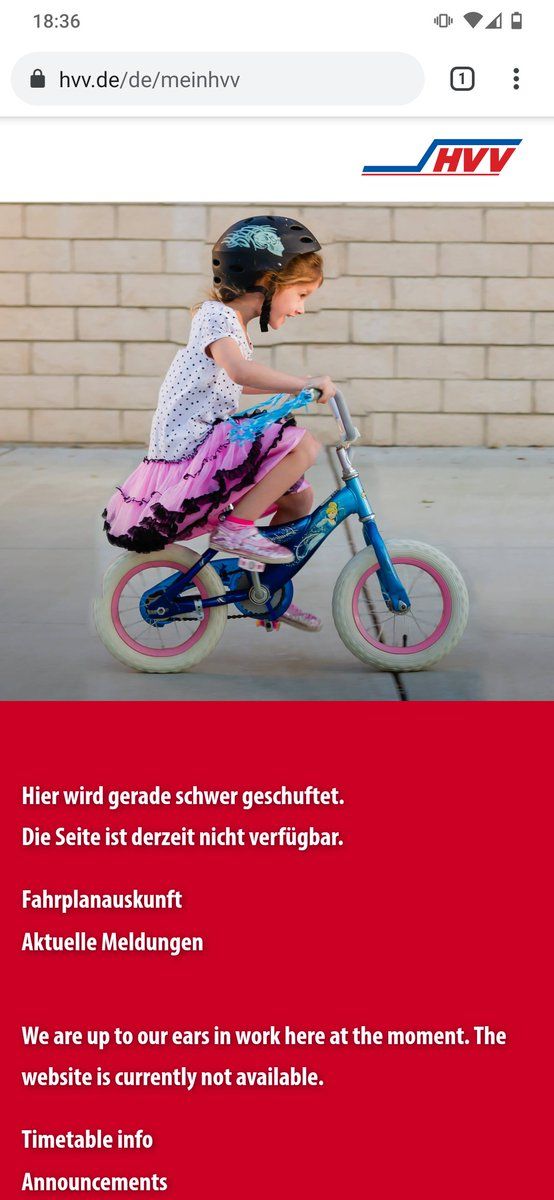 18:36
hvv.de/de/meinhvv
1
HVV
Hier wird gerade schwer geschuftet.
Die Seite ist derzeit nicht verfügbar.
Fahrplanauskunft
Aktuelle Meldungen
We are up to our ears in work here at the moment. The
website is currently not available.
Timetable info
Announcements